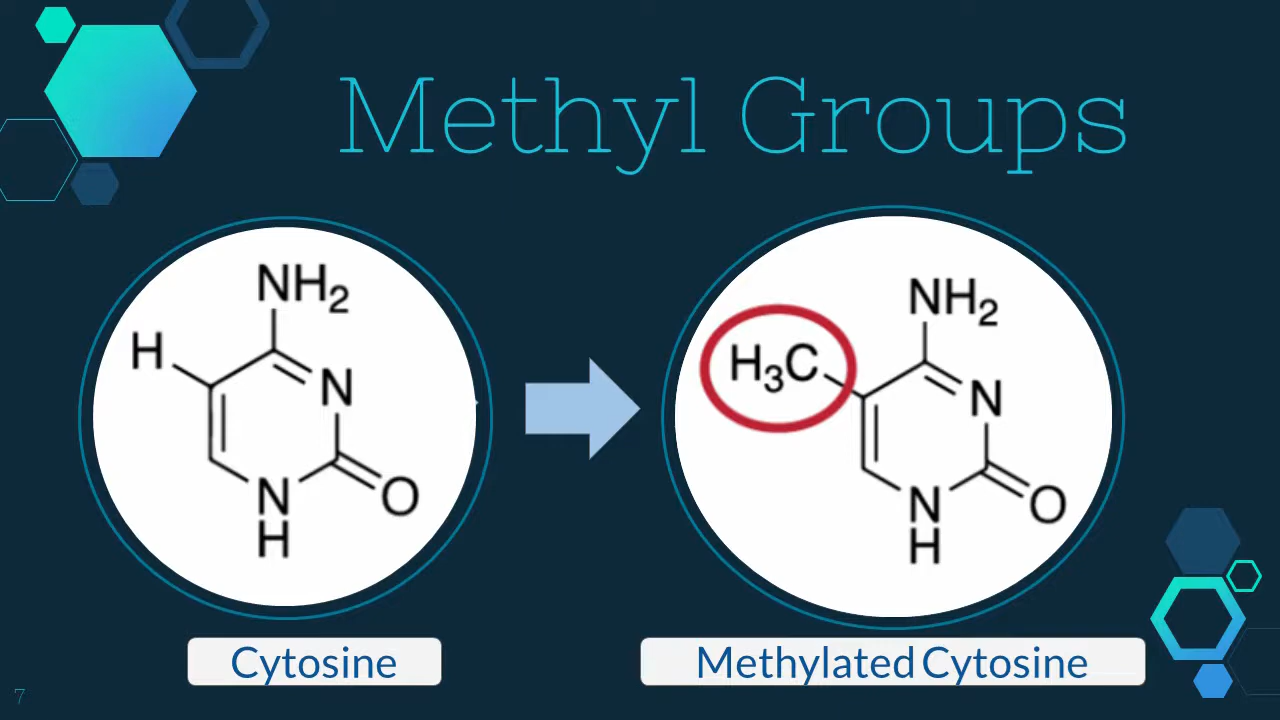 Methyl Groups
NH₂
H
N
O
N
H
NH₂
H₃C
N
O
N
H
Cytosine
Methylated Cytosine
7